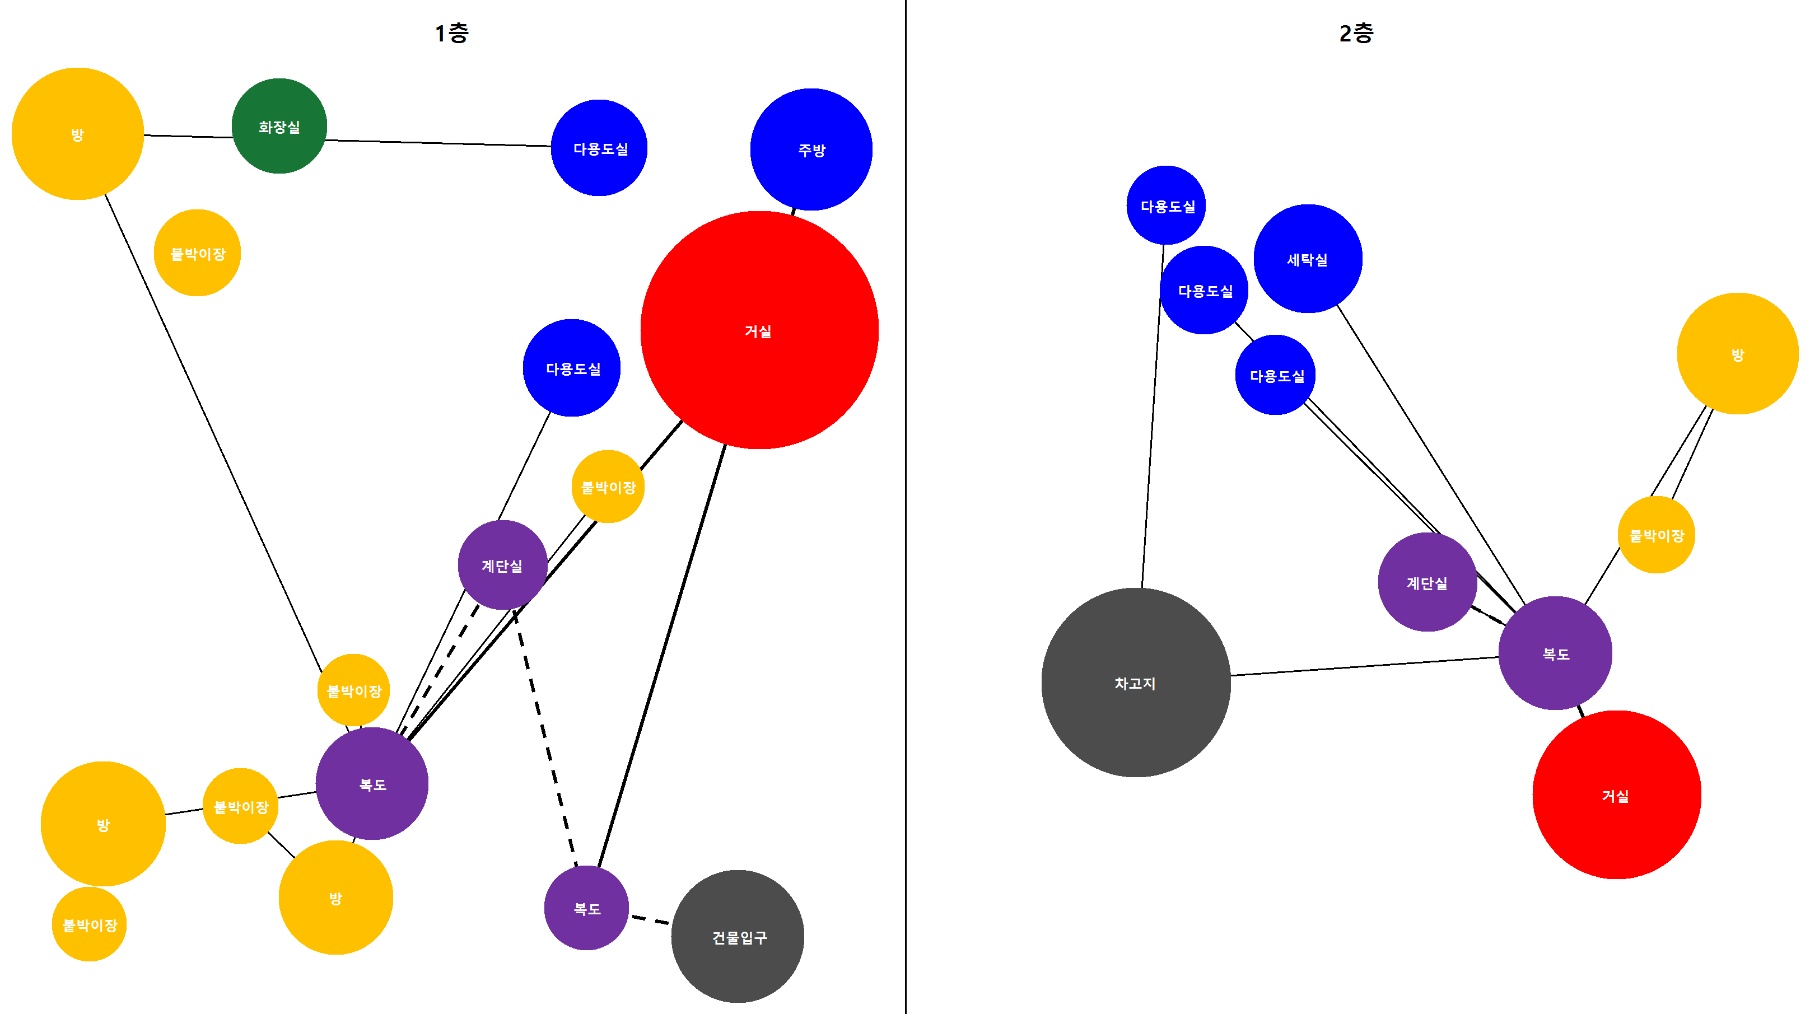 1층
방
화장실
다용도실
주방
붙박이장
거실
다용도실
붙박이장
계단실
붙박이장
복도
붙박이장
방
방
붙박이장
복도
건물입구
2층
다용도실
세탁실
다용도실
방
다용도실
붙박이장
계단실
복도
차고지
거실